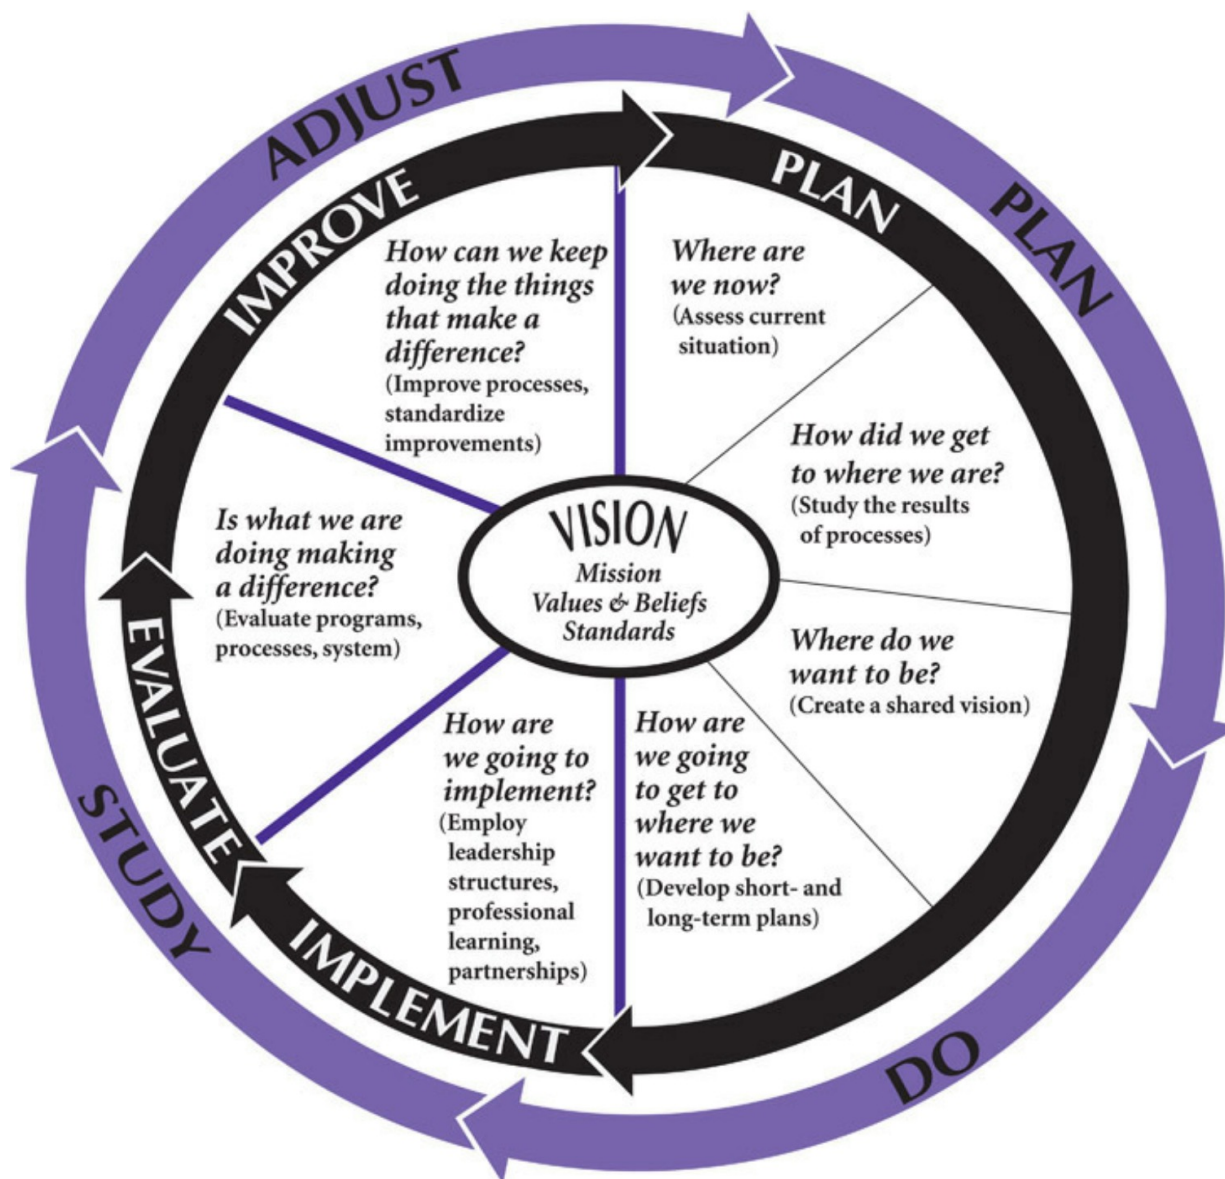 ADJUST
PLAN
DO
STUDY
IMPROVE
PLAN
IMPLEMENT
EVALUATE
How can we keep
doing the things
that make a
difference?
(Improve processes,
standardize
improvements)
Where are
we now?
(Assess current
situation)
How did we get
to where we are?
(Study the results
of processes)
Where do we
want to be?
(Create a shared vision)
How are
we going
to get to
where we
want to be?
(Develop short- and
long-term plans)
How are
we going to
implement?
(Employ
leadership
structures,
professional
learning,
partnerships)
Is what we are
doing making
a difference?
(Evaluate programs,
processes, system)
VISION
Mission
Values & Beliefs
Standards